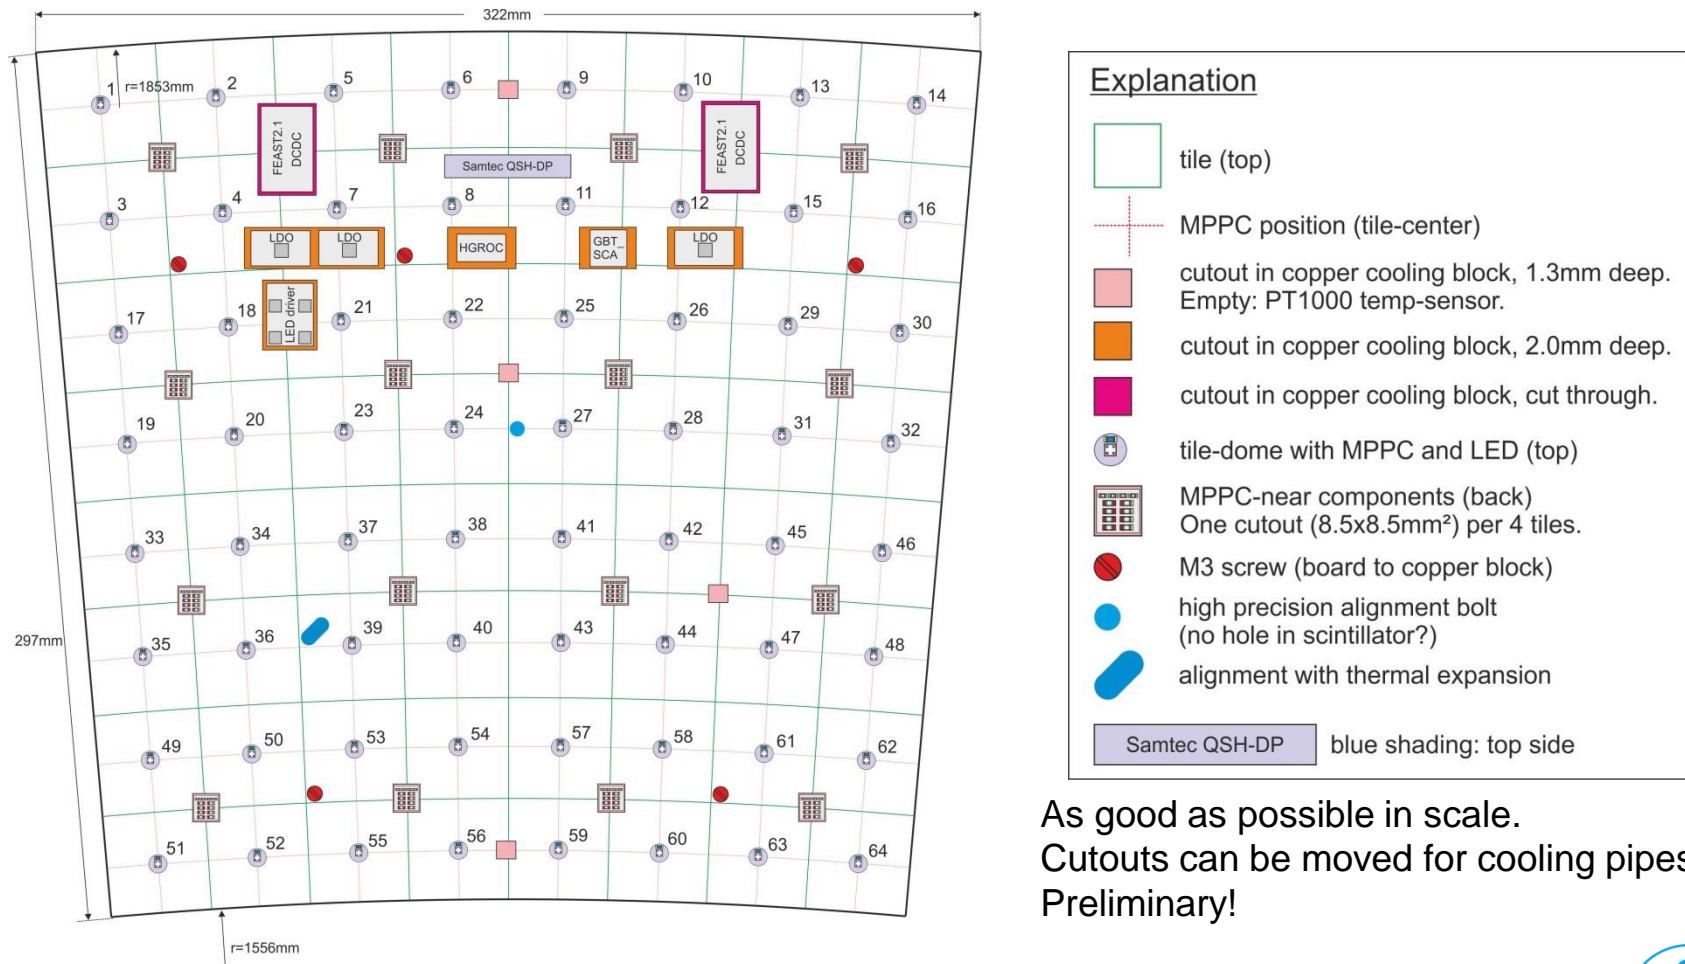 322mm
r=1853mm
1
2
5
6
9
10
13
14
FEAST2.1
DCDC
FEAST2.1
DCDC
Samtec QSH-DP
3
4
7
8
11
12
15
16
LDO
LDO
HGROC
GBT_
SCA
LDO
LED driver
17
18
21
22
25
26
29
30
19
20
23
24
27
28
31
32
33
34
37
38
41
42
45
46
297mm
35
36
39
40
43
44
47
48
49
50
53
54
57
58
61
62
51
52
55
56
59
60
63
64
r=1556mm
Explanation
tile (top)
MPPC position (tile-center)
cutout in copper cooling block, 1.3mm deep.
Empty: PT1000 temp-sensor.
cutout in copper cooling block, 2.0mm deep.
cutout in copper cooling block, cut through.
tile-dome with MPPC and LED (top)
MPPC-near components (back)
One cutout (8.5x8.5mm²) per 4 tiles.
M3 screw (board to copper block)
high precision alignment bolt
(no hole in scintillator?)
alignment with thermal expansion
Samtec QSH-DP
blue shading: top side
As good as possible in scale.
Cutouts can be moved for cooling pipes
Preliminary!